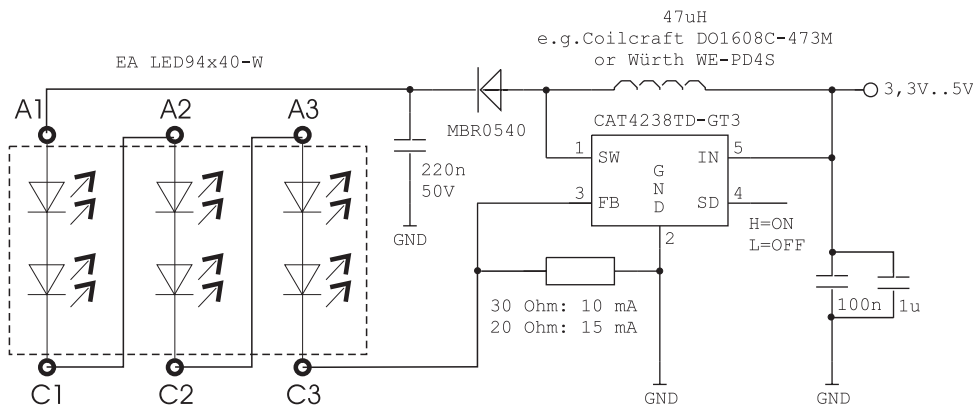 47uH
e.g.Coilcraft DO1608C-473M
or Würth WE-PD4S
EA LED94x40-W
A1
A2
A3
MBR0540
3,3V..5V
CAT4238TD-GT3
1
SW
IN
5
GND
3
FB
SD
4
220n
50V
GND
2
H=ON
L=OFF
30 Ohm: 10 mA
20 Ohm: 15 mA
100n
1u
C1
C2
C3
GND
GND